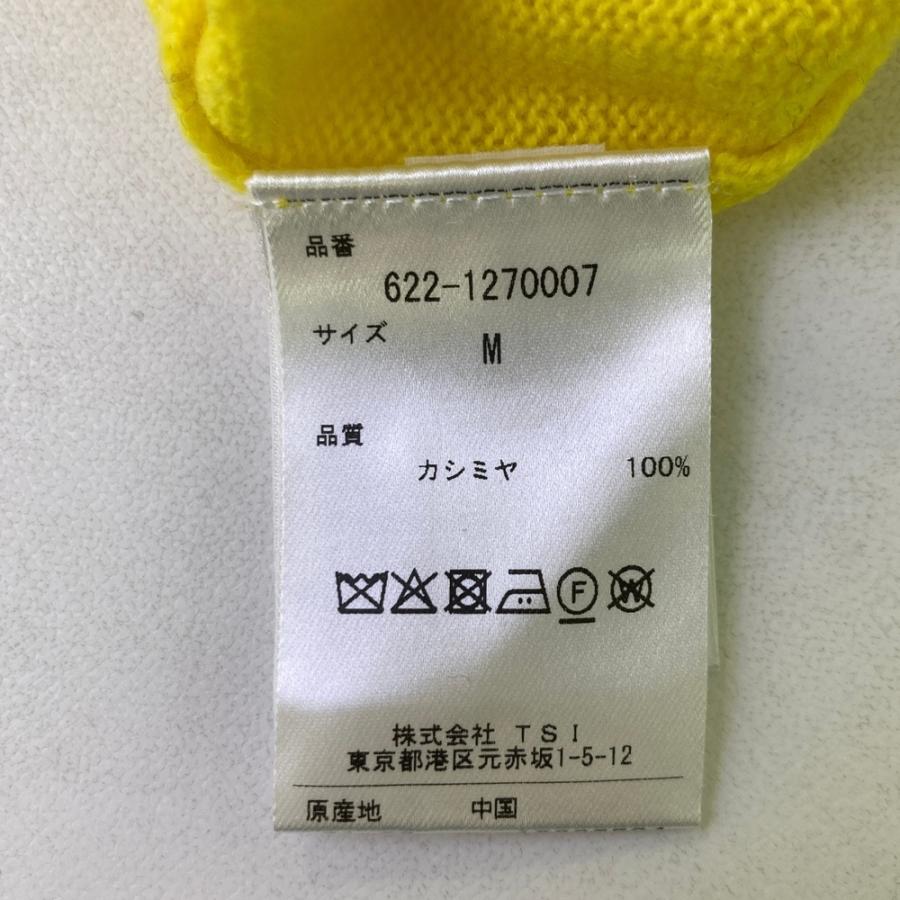 品番
622-1270007
サイズ
M
品質
カシミヤ 100%
F W
株式会社 TSI
東京都港区元赤坂1-5-12
原産地 中国